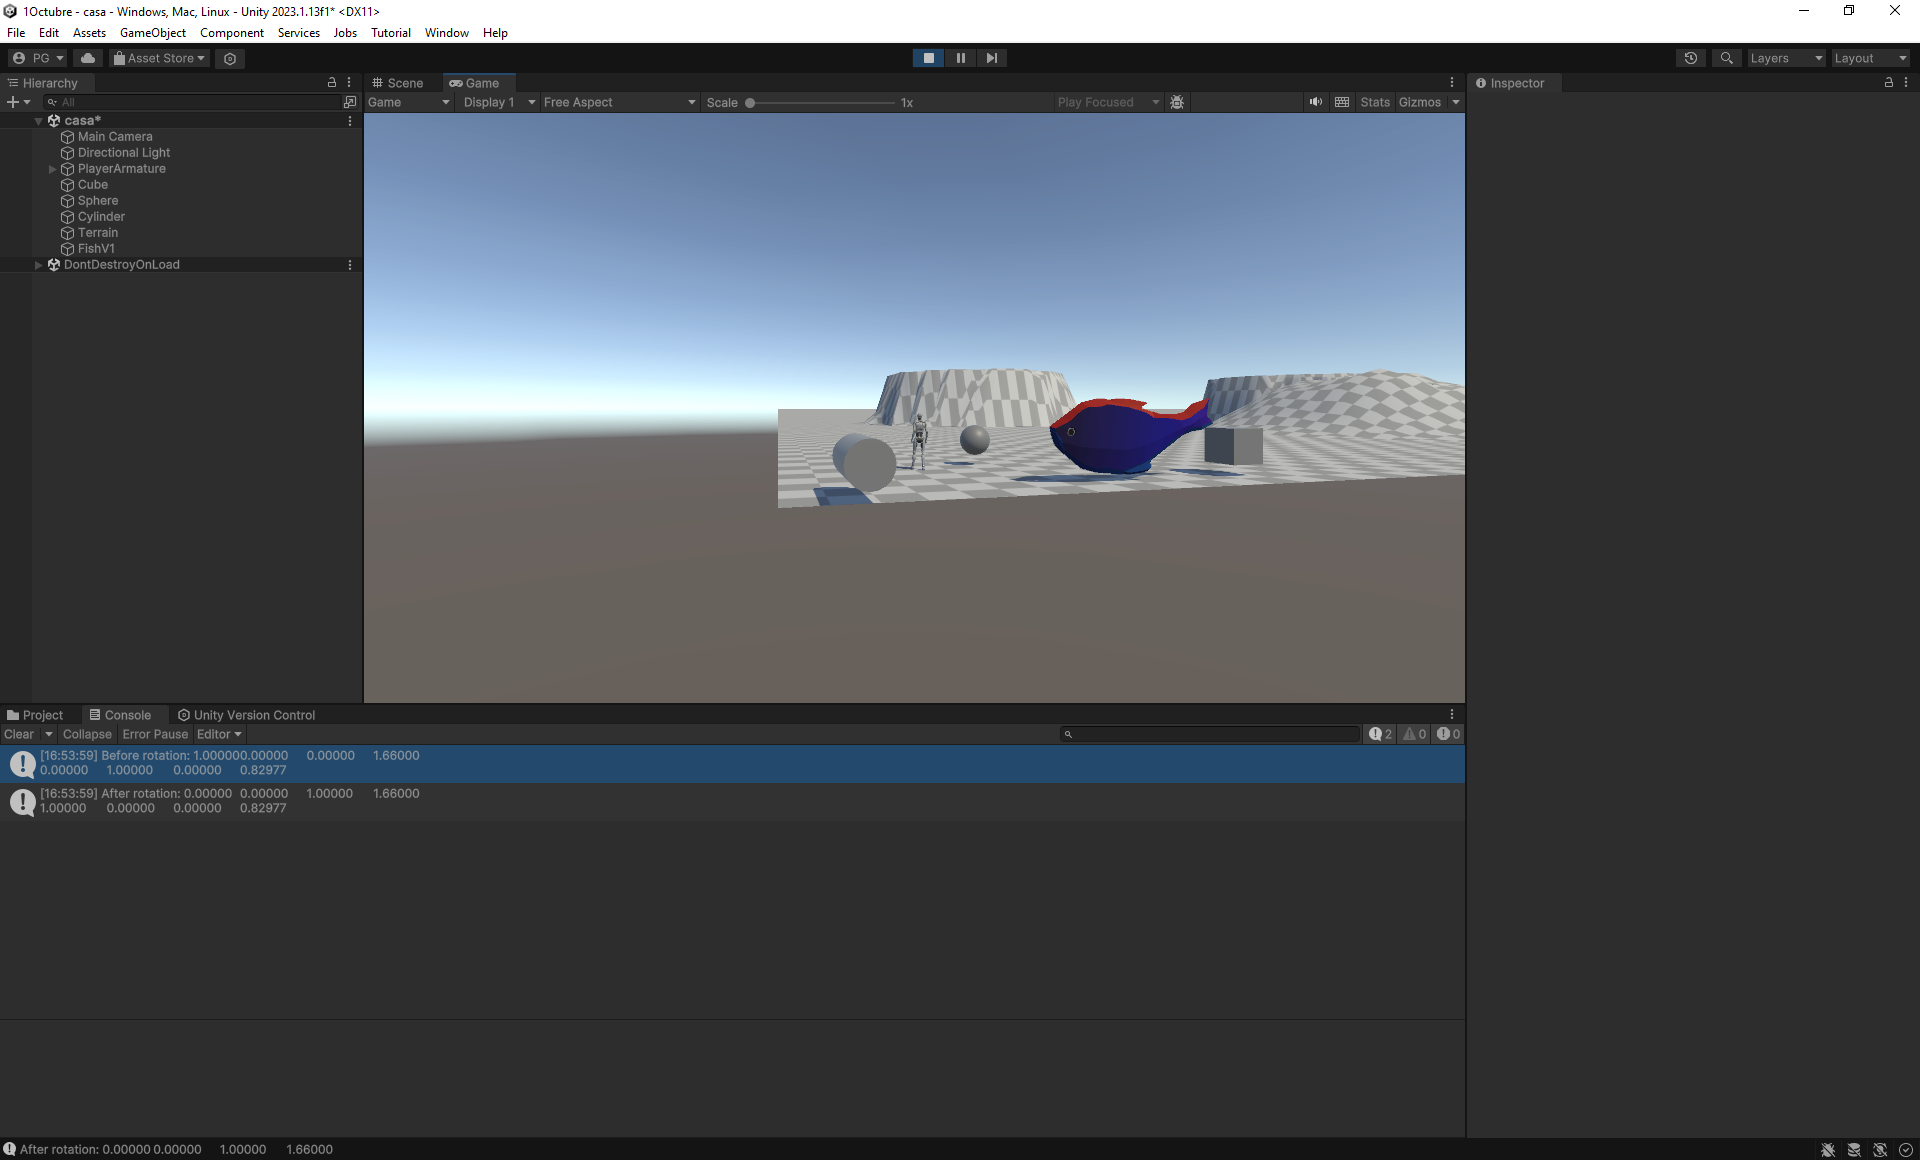 1Octubre - casa - Windows, Mac, Linux - Unity 2023.1.13f1* <DX11>
File Edit Assets GameObject Component Services Jobs Tutorial Window Help
PG Asset Store Layers Layout
Hierarchy
All
casa*
Main Camera
Directional Light
PlayerArmature
Cube
Sphere
Cylinder
Terrain
FishV1
DontDestroyOnLoad
Scene Game
Game Display 1 Free Aspect Scale 1x Play Focused Stats Gizmos
Inspector
Project Console Unity Version Control
Clear Collapse Error Pause Editor 2 0 0
[16:53:59] Before rotation: 1.000000.00000 0.00000 1.66000
0.00000 1.00000 0.00000 0.82977
[16:53:59] After rotation: 0.00000 0.00000 1.00000 1.66000
1.00000 0.00000 0.00000 0.82977
After rotation: 0.00000 0.00000 1.00000 1.66000